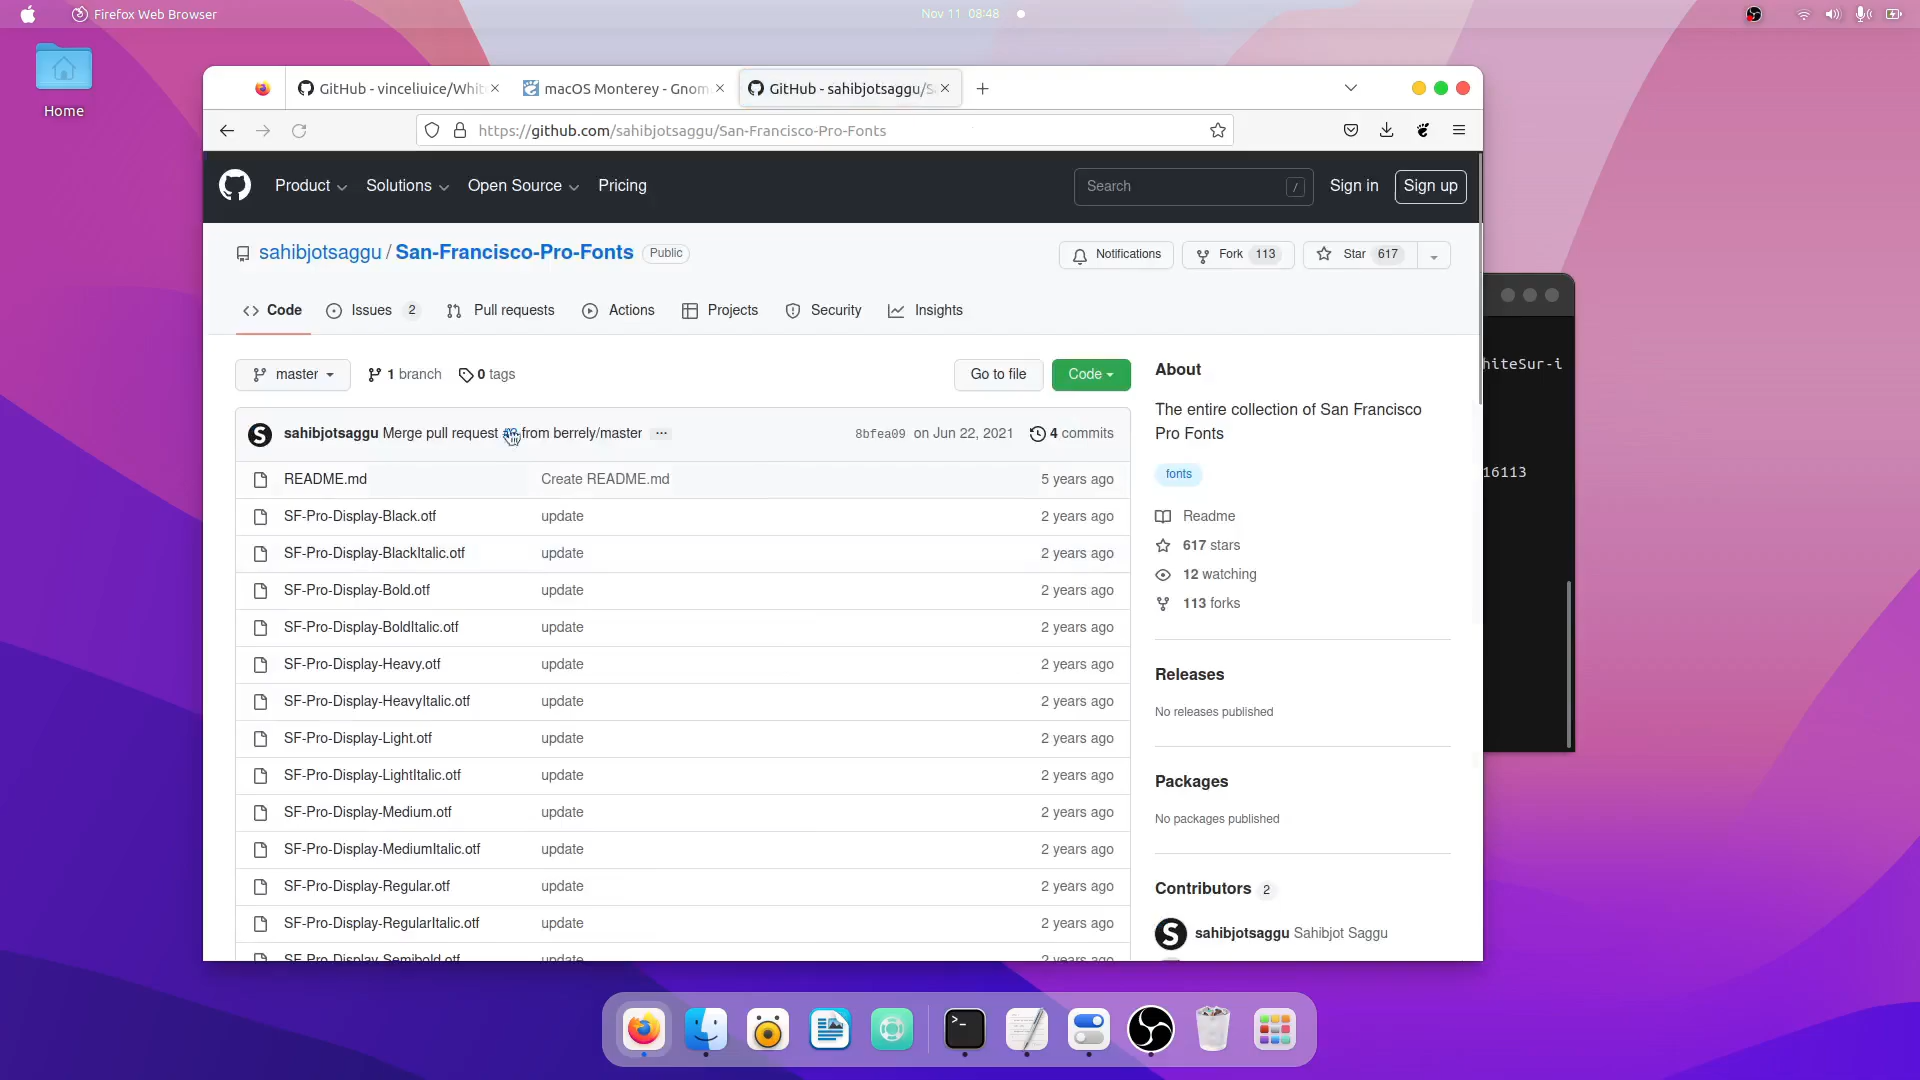 Firefox Web Browser
Nov 11 08:48
Home
GitHub - vinceliuice/Whit
macOS Monterey - Gnom
GitHub - sahibjotsaggu/S
https://github.com/sahibjotsaggu/San-Francisco-Pro-Fonts
Product
Solutions
Open Source
Pricing
Search
/
Sign in
Sign up
sahibjotsaggu / San-Francisco-Pro-Fonts
Public
Notifications
Fork 113
Star 617
Code
Issues 2
Pull requests
Actions
Projects
Security
Insights
master
1 branch
0 tags
Go to file
Code
sahibjotsaggu Merge pull request from berrely/master ...
8bfea09 on Jun 22, 2021
4 commits
README.md Create README.md 5 years ago
SF-Pro-Display-Black.otf update 2 years ago
SF-Pro-Display-BlackItalic.otf update 2 years ago
SF-Pro-Display-Bold.otf update 2 years ago
SF-Pro-Display-BoldItalic.otf update 2 years ago
SF-Pro-Display-Heavy.otf update 2 years ago
SF-Pro-Display-HeavyItalic.otf update 2 years ago
SF-Pro-Display-Light.otf update 2 years ago
SF-Pro-Display-LightItalic.otf update 2 years ago
SF-Pro-Display-Medium.otf update 2 years ago
SF-Pro-Display-MediumItalic.otf update 2 years ago
SF-Pro-Display-Regular.otf update 2 years ago
SF-Pro-Display-RegularItalic.otf update 2 years ago
SF-Pro-Display-Semibold.otf update 2 years ago
About
The entire collection of San Francisco
Pro Fonts
fonts
Readme
617 stars
12 watching
113 forks
Releases
No releases published
Packages
No packages published
Contributors 2
sahibjotsaggu Sahibjot Saggu
hiteSur-i
16113